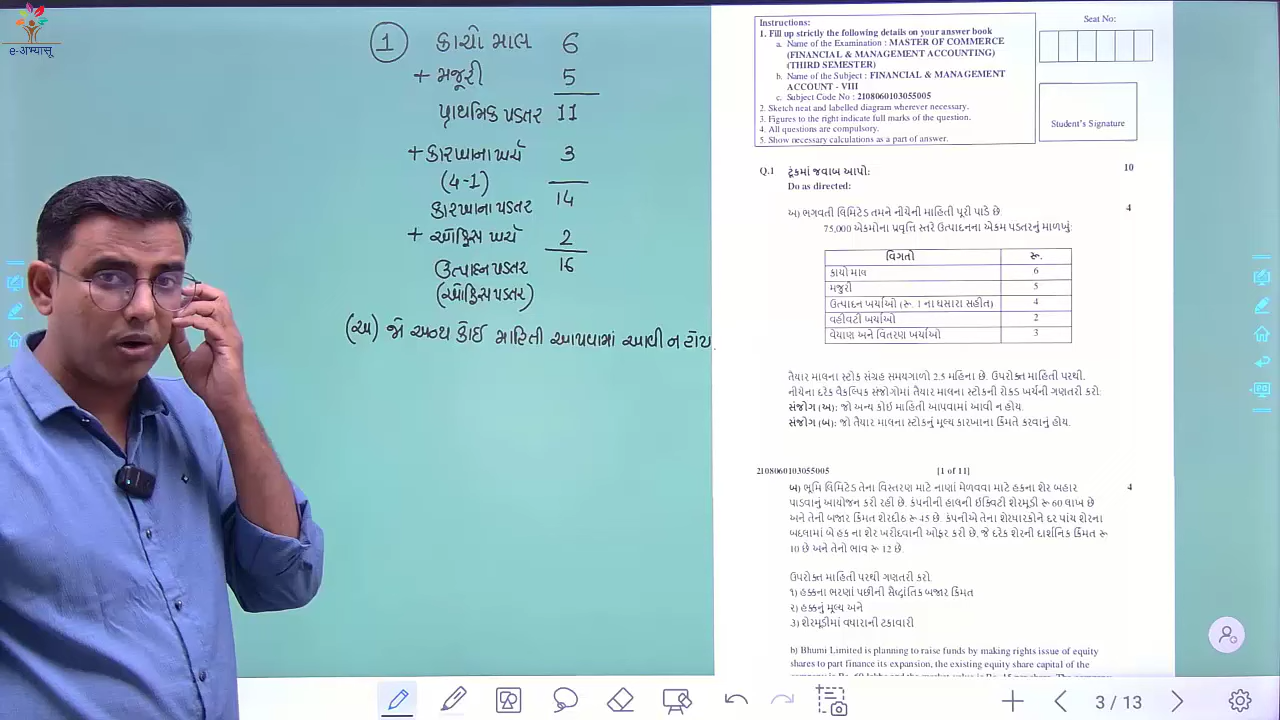 e-અભ્યાસૂ
1 કાચો માલ 6
+ મજૂરી 5
પ્રાથમિક પડતર 11
+ કારખાના ખર્ચ 3
(4-1)
કારખાના પડતર 14
+ ઓફિસ ખર્ચ 2
ઉત્પાદન પડતર 16
(ઓફિસ પડતર)
(અ) જો અન્ય કોઈ માહિતી આપવામાં આવી ન હોય.
Instructions:
1. Fill up strictly the following details on your answer book
a. Name of the Examination : MASTER OF COMMERCE
(FINANCIAL & MANAGEMENT ACCOUNTING)
(THIRD SEMESTER)
b. Name of the Subject : FINANCIAL & MANAGEMENT
ACCOUNT - VIII
c. Subject Code No : 2108060103055005
2. Sketch neat and labelled diagram wherever necessary.
3. Figures to the right indicate full marks of the question.
4. All questions are compulsory.
5. Show necessary calculations as a part of answer.
Seat No:
Student's Signature
Q.1 ટૂંકમાં જવાબ આપો: 10
Do as directed:
અ) ભગવતી લિમિટેડ તમને નીચેની માહિતી પૂરી પાડે છે. 4
75,000 એકમોના પ્રવૃત્તિ સ્તરે ઉત્પાદનના એકમ પડતરનું માળખું:
વિગતો રૂ.
કાચો માલ 6
મજુરી 5
ઉત્પાદન ખર્ચાઓ (રૂ. 1 ના ઘસારા સહીત) 4
વહીવટી ખર્ચાઓ 2
વેચાણ અને વિતરણ ખર્ચાઓ 3
તૈયાર માલના સ્ટોક સંગ્રહ સમયગાળો 2.5 મહિના છે. ઉપરોક્ત માહિતી પરથી.
નીચેના દરેક વૈકલ્પિક સંજોગોમાં તૈયાર માલના સ્ટોકની રોકડ ખર્ચની ગણતરી કરો:
સંજોગ (અ): જો અન્ય કોઈ માહિતી આપવામાં આવી ન હોય.
સંજોગ (બ): જો તૈયાર માલના સ્ટોકનું મૂલ્ય કારખાના કિંમતે કરવાનું હોય.
2108060103055005 [1 of 11]
બ) ભૂમિ લિમિટેડ તેના વિસ્તરણ માટે નાણાં મેળવવા માટે હકના શેર બહાર 4
પાડવાનું આયોજન કરી રહી છે. કંપનીની હાલની ઈક્વિટી શેરમૂડી રૂ 60 લાખ છે
અને તેની બજાર કિંમત શેરદીઠ રૂ 45 છે. કંપનીએ તેના શેરધારકોને દર પાંચ શેરના
બદલામાં બે હક ના શેર ખરીદવાની ઓફર કરી છે. જે દરેક શેરની દાર્શનિક કિંમત રૂ
10 છે અને તેનો ભાવ રૂ 12 છે.
ઉપરોક્ત માહિતી પરથી ગણતરી કરો.
૧) હક્કના ભરણાં પછીની સૈદ્ધાંતિક બજાર કિંમત
૨) હક્કનું મૂલ્ય અને
૩) શેરમૂડીમાં વધારાની ટકાવારી
b) Bhumi Limited is planning to raise funds by making rights issue of equity
shares to part finance its expansion, the existing equity share capital of the
3 / 13